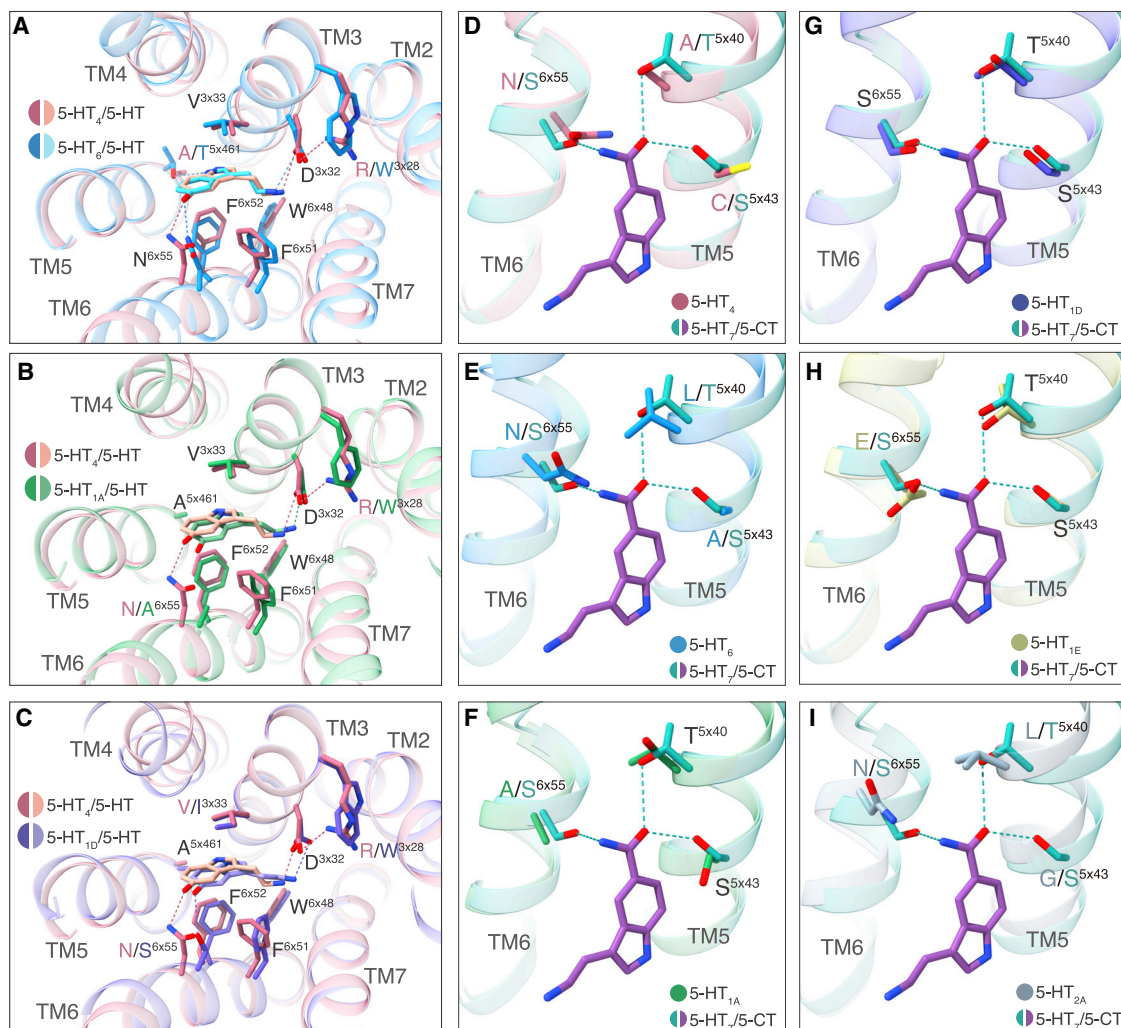 A
TM3
TM2
TM4
V3x33
5-HT4/5-HT
5-HT6/5-HT
A/T5x461
R/W3x28
D3x32
F6x52
W6x48
N6x55
F6x51
TM5
TM6
TM7
B
TM3
TM2
TM4
V3x33
5-HT4/5-HT
5-HT1A/5-HT
A5x461
R/W3x28
D3x32
F6x52
W6x48
F6x51
N/A6x55
TM5
TM6
TM7
C
TM3
TM2
TM4
V/I3x33
5-HT4/5-HT
5-HT1D/5-HT
A5x461
R/W3x28
D3x32
F6x52
W6x48
F6x51
N/S6x55
TM5
TM6
TM7
D
A/T5x40
N/S6x55
C/S5x43
TM6
TM5
5-HT4
5-HT7/5-CT
E
L/T5x40
N/S6x55
A/S5x43
TM6
TM5
5-HT6
5-HT7/5-CT
F
T5x40
A/S6x55
S5x43
TM6
TM5
5-HT1A
5-HT7/5-CT
G
T5x40
S6x55
S5x43
TM6
TM5
5-HT1D
5-HT7/5-CT
H
T5x40
E/S6x55
S5x43
TM6
TM5
5-HT1E
5-HT7/5-CT
I
L/T5x40
N/S6x55
G/S5x43
TM6
TM5
5-HT2A
5-HT7/5-CT